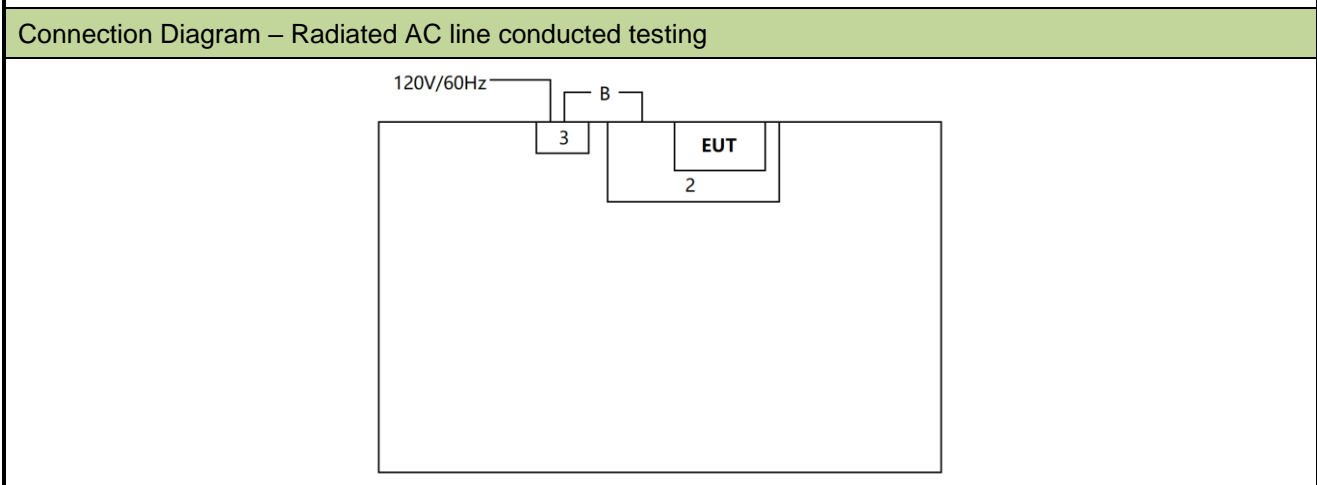 Connection Diagram – Radiated AC line conducted testing
120V/60Hz
B
3
EUT
2